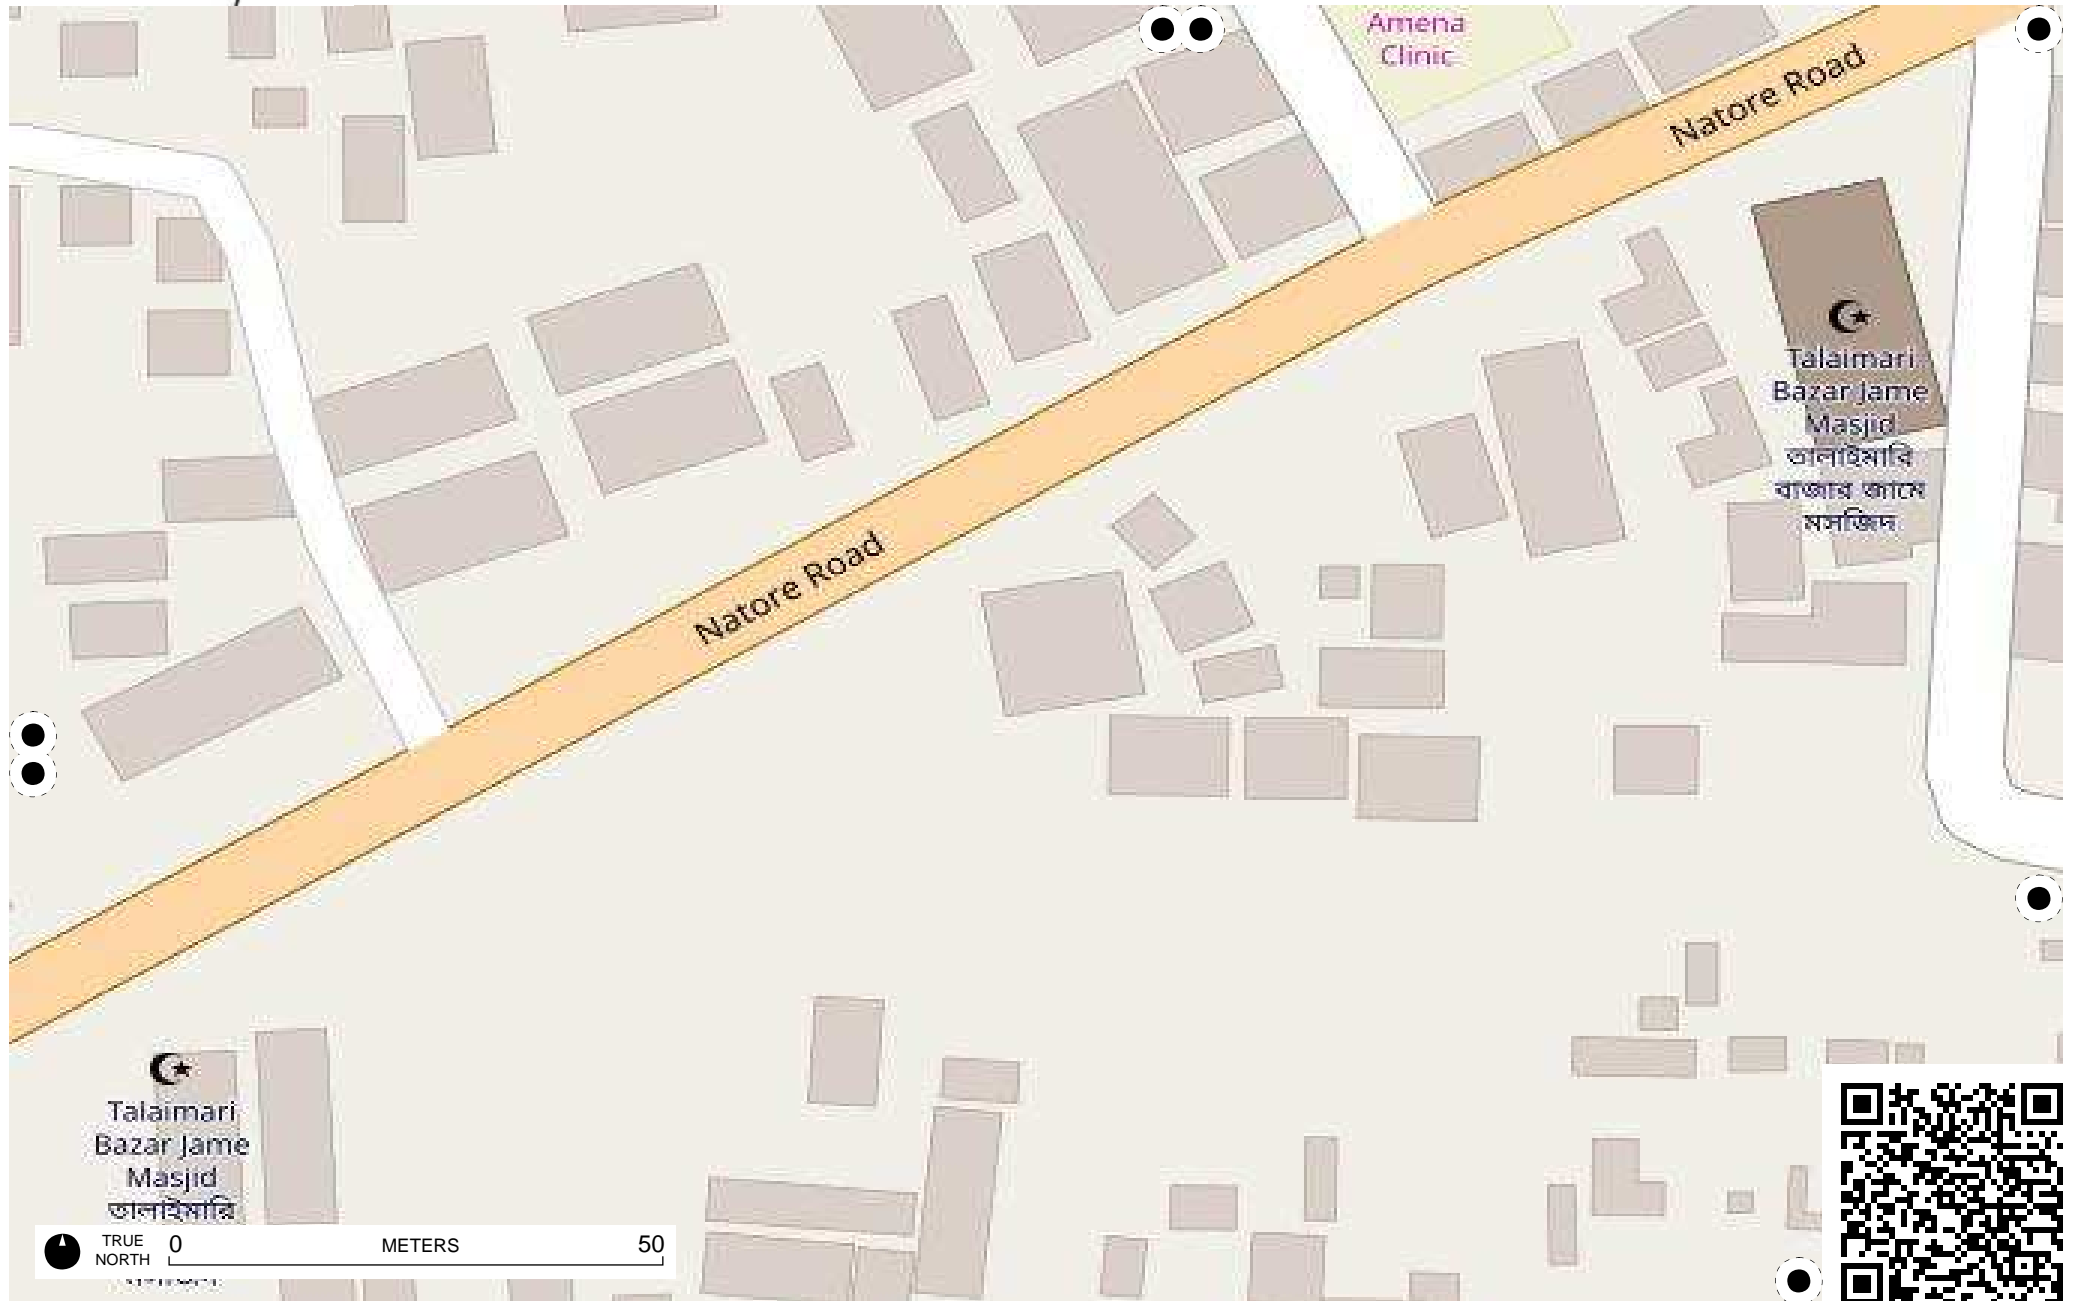 Amena
Clinic
Natore Road
Talaimari
Bazar Jame
Masjid
তালাইমারি
বাজার জামে
মসজিদ
Natore Road
Talaimari
Bazar Jame
Masjid
তালাইমারি
TRUE
NORTH
0
METERS
50